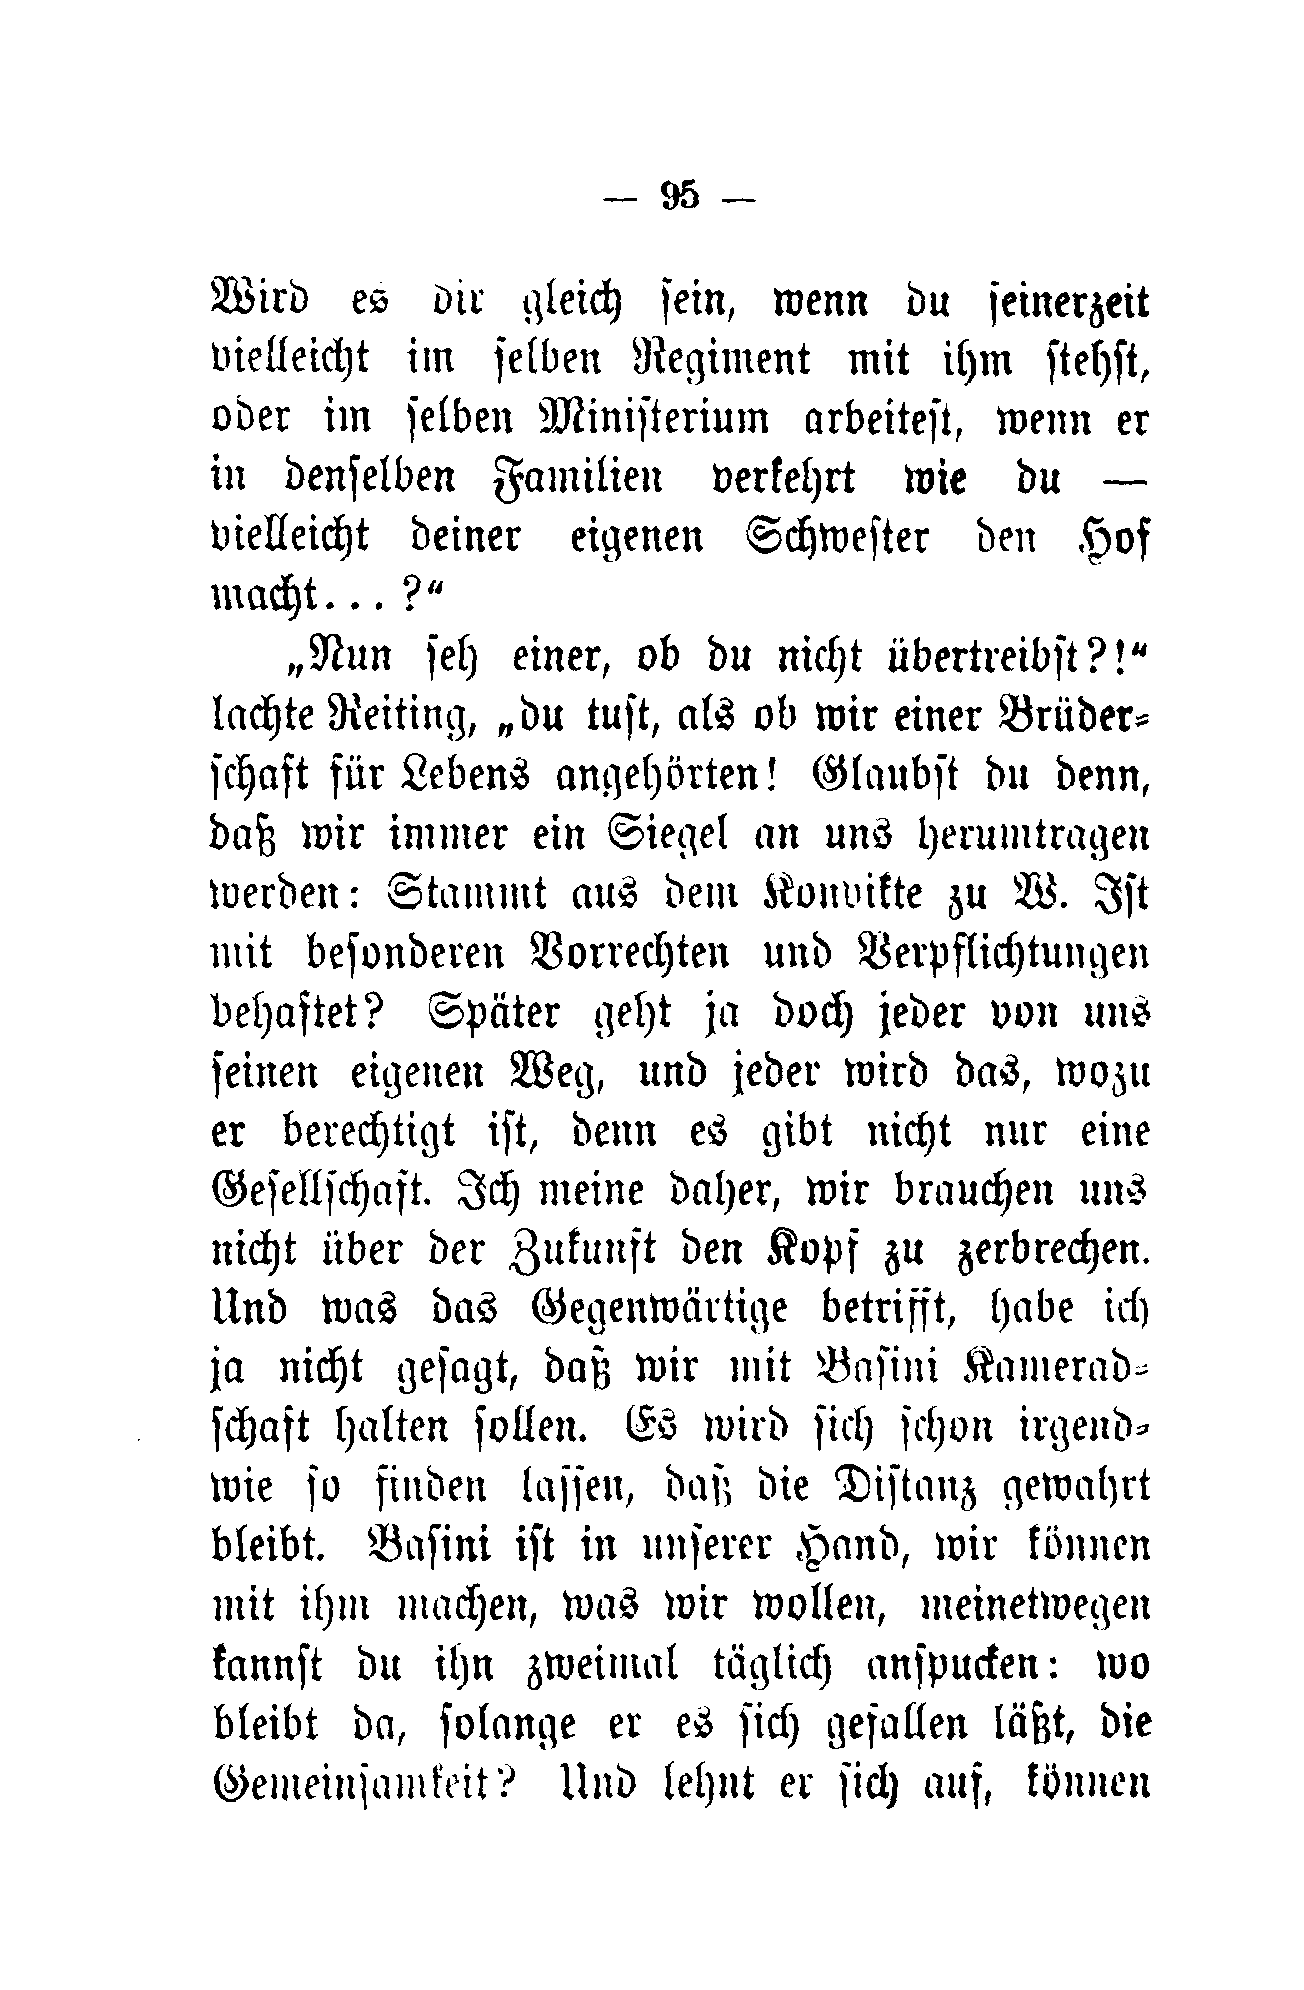 — 95 —
Wird es dir gleich sein, wenn du seinerzeit
vielleicht im selben Regiment mit ihm stehst,
oder im selben Ministerium arbeitest, wenn er
in denselben Familien verkehrt wie du —
vielleicht deiner eigenen Schwester den Hof
macht... ?“
„Nun seh einer, ob du nicht übertreibst?!“
lachte Reiting, „du tust, als ob wir einer Brüder-
schaft für Lebens angehörten! Glaubst du denn,
daß wir immer ein Siegel an uns herumtragen
werden: Stammt aus dem Konvikte zu W. Ist
mit besonderen Vorrechten und Verpflichtungen
behaftet? Später geht ja doch jeder von uns
seinen eigenen Weg, und jeder wird das, wozu
er berechtigt ist, denn es gibt nicht nur eine
Gesellschaft. Ich meine daher, wir brauchen uns
nicht über der Zukunft den Kopf zu zerbrechen.
Und was das Gegenwärtige betrifft, habe ich
ja nicht gesagt, daß wir mit Basini Kamerad-
schaft halten sollen. Es wird sich schon irgend-
wie so finden lassen, daß die Distanz gewahrt
bleibt. Basini ist in unserer Hand, wir können
mit ihm machen, was wir wollen, meinetwegen
kannst du ihn zweimal täglich anspucken: wo
bleibt da, solange er es sich gefallen läßt, die
Gemeinsamkeit? Und lehnt er sich auf, können